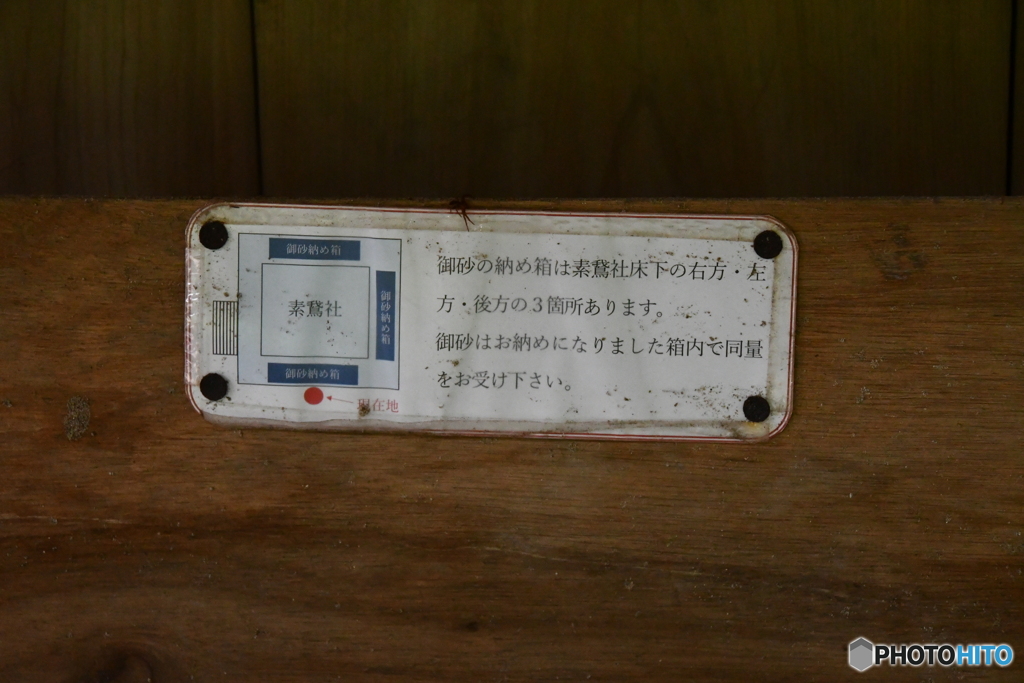 御砂納め箱
素鵞社
御砂納め箱
御砂納め箱
現在地
御砂の納め箱は素鵞社床下の右方・左
方・後方の３箇所あります。
御砂はお納めになりました箱内で同量
をお受け下さい。
PHOTOHITO